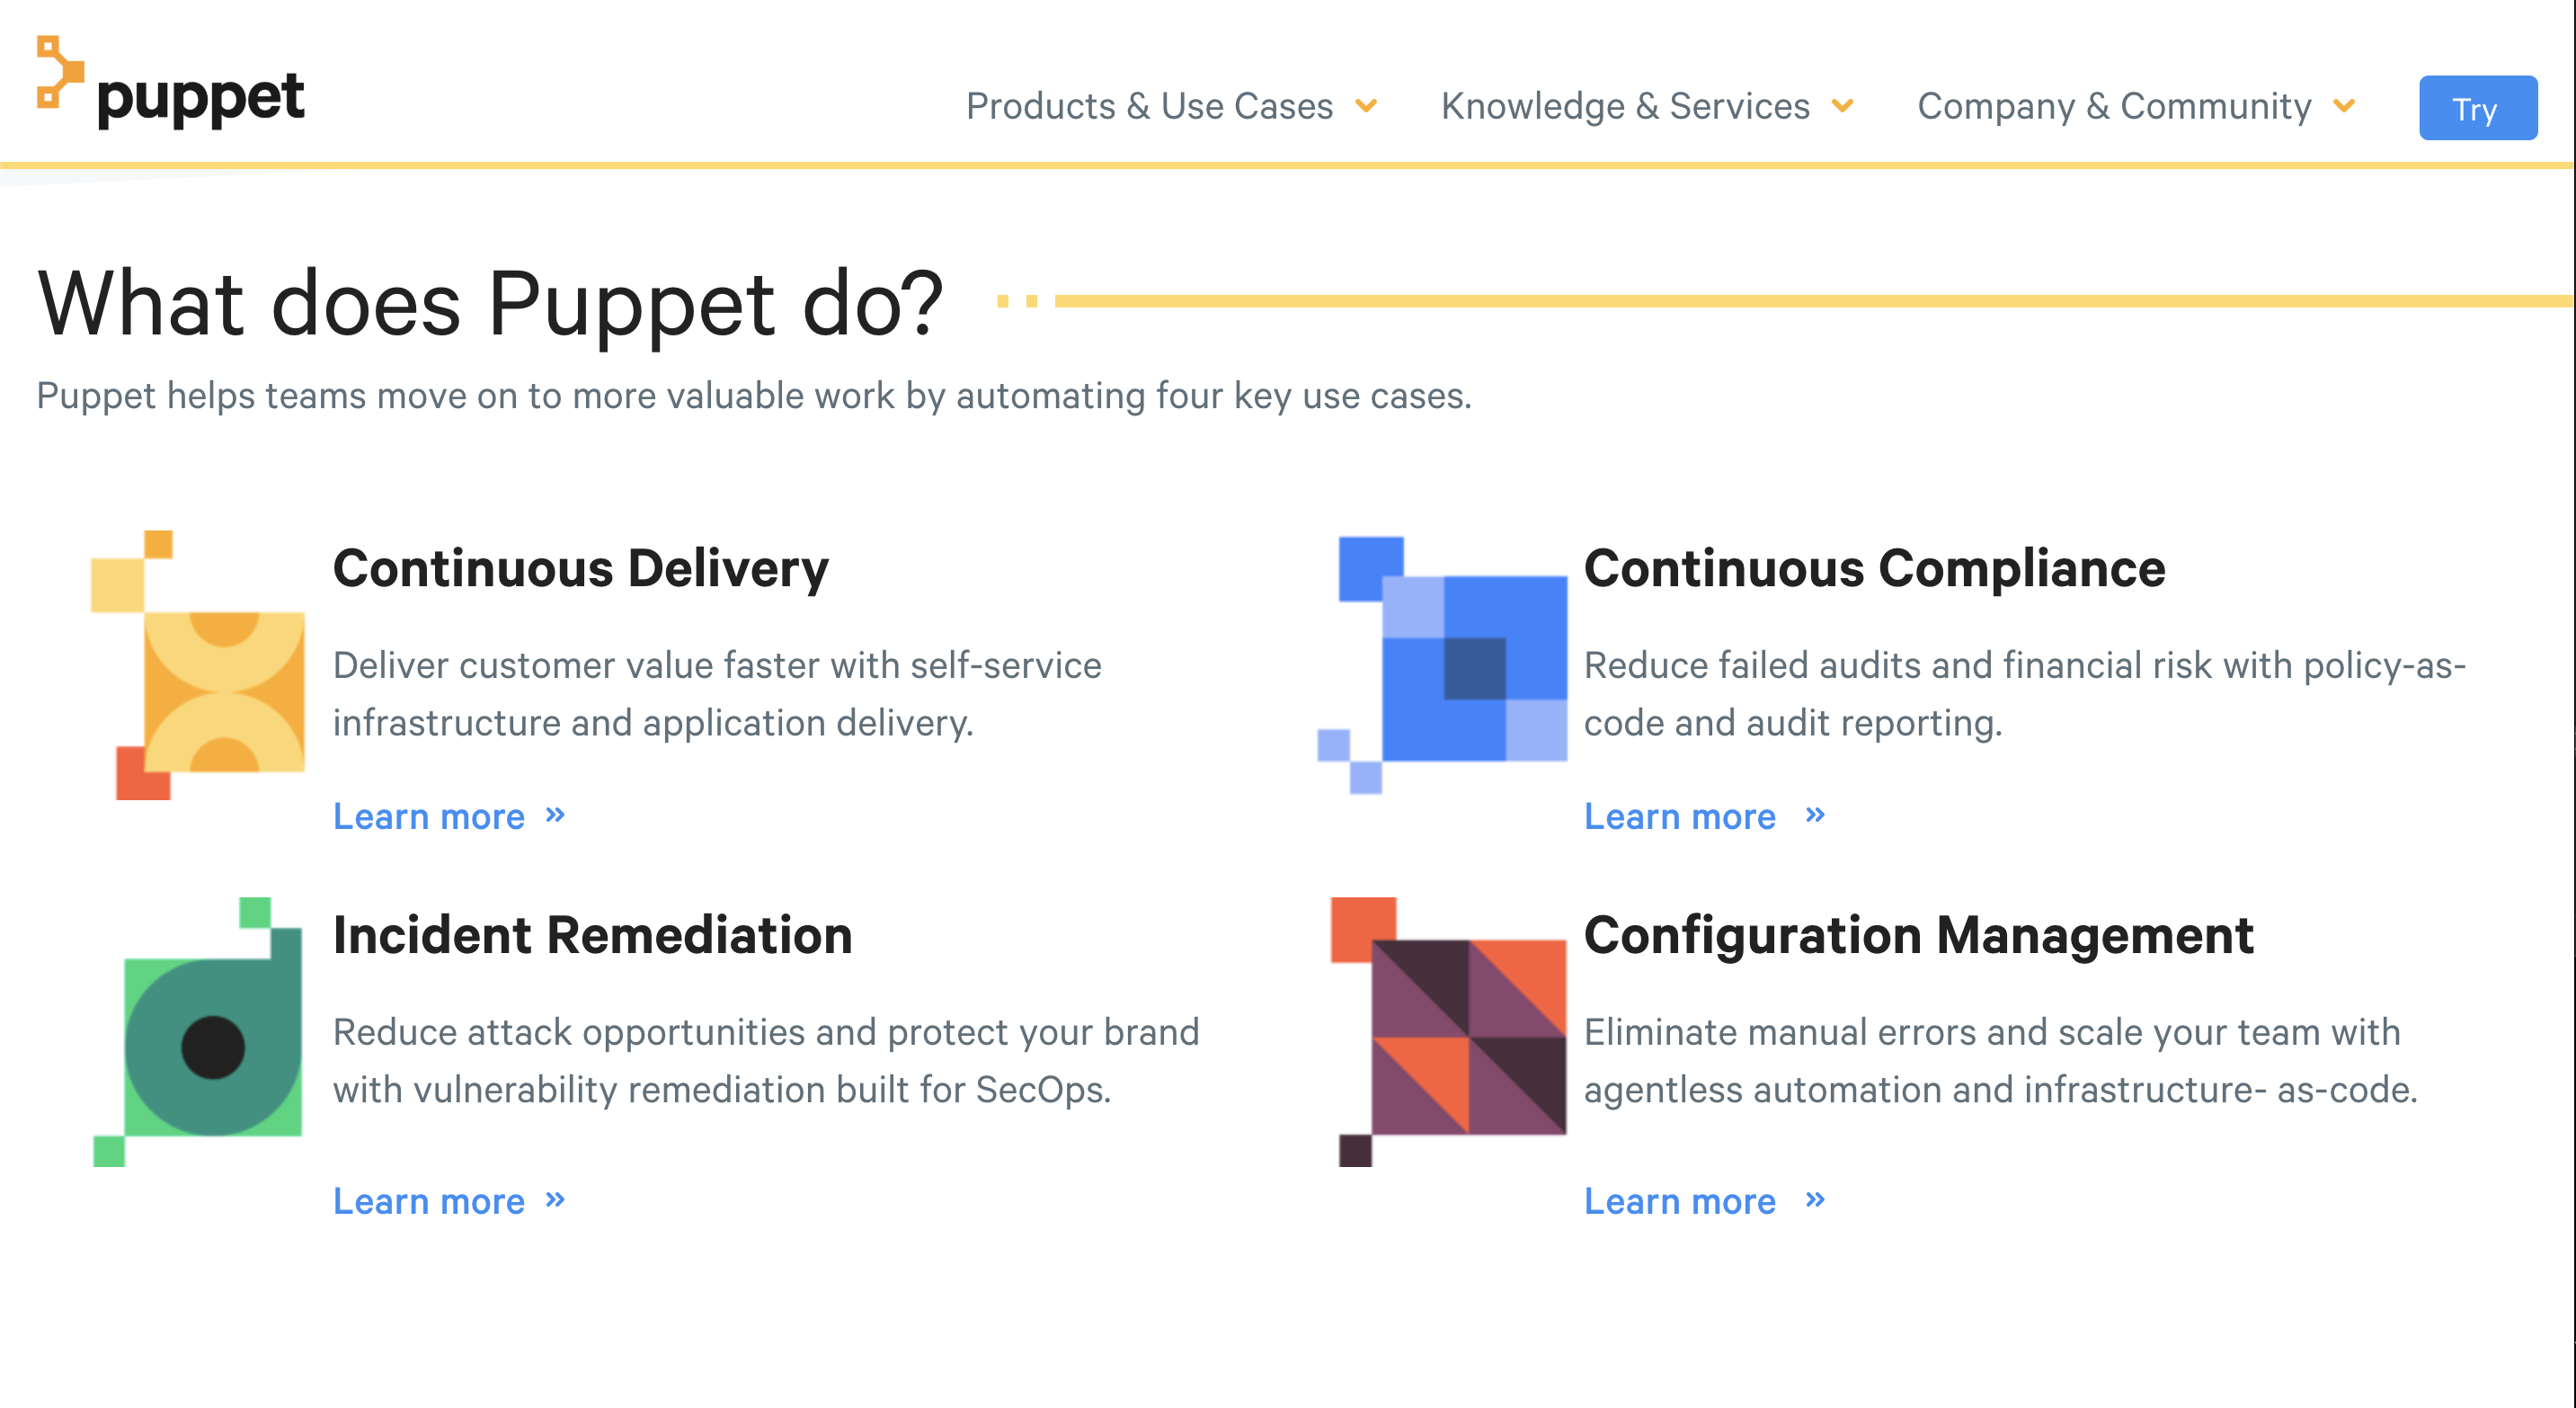 puppet
Products & Use Cases
Knowledge & Services
Company & Community
Try
What does Puppet do?
Puppet helps teams move on to more valuable work by automating four key use cases.
Continuous Delivery
Deliver customer value faster with self-service
infrastructure and application delivery.
Learn more »
Continuous Compliance
Reduce failed audits and financial risk with policy-as-
code and audit reporting.
Learn more »
Incident Remediation
Reduce attack opportunities and protect your brand
with vulnerability remediation built for SecOps.
Learn more »
Configuration Management
Eliminate manual errors and scale your team with
agentless automation and infrastructure- as-code.
Learn more »